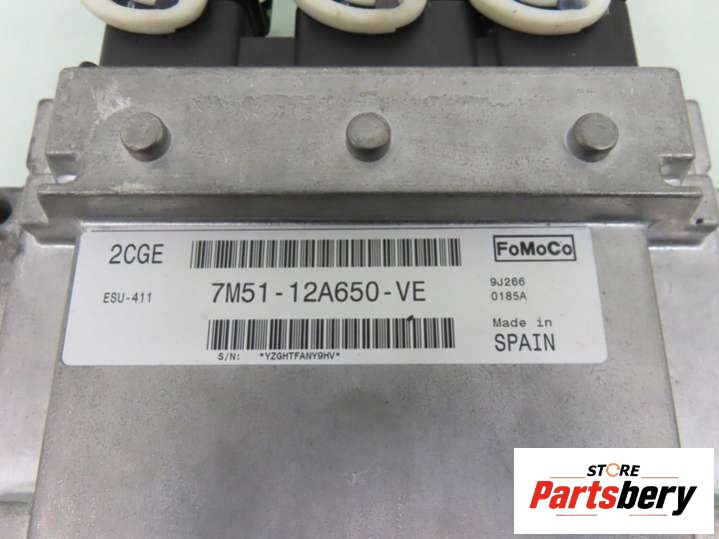 2CGE
FoMoCo
ESU-411
7M51-12A650-VE
9J266
0185A
Made in
SPAIN
S/N: *YZGHTFANY9HV*
STORE
Partsbery